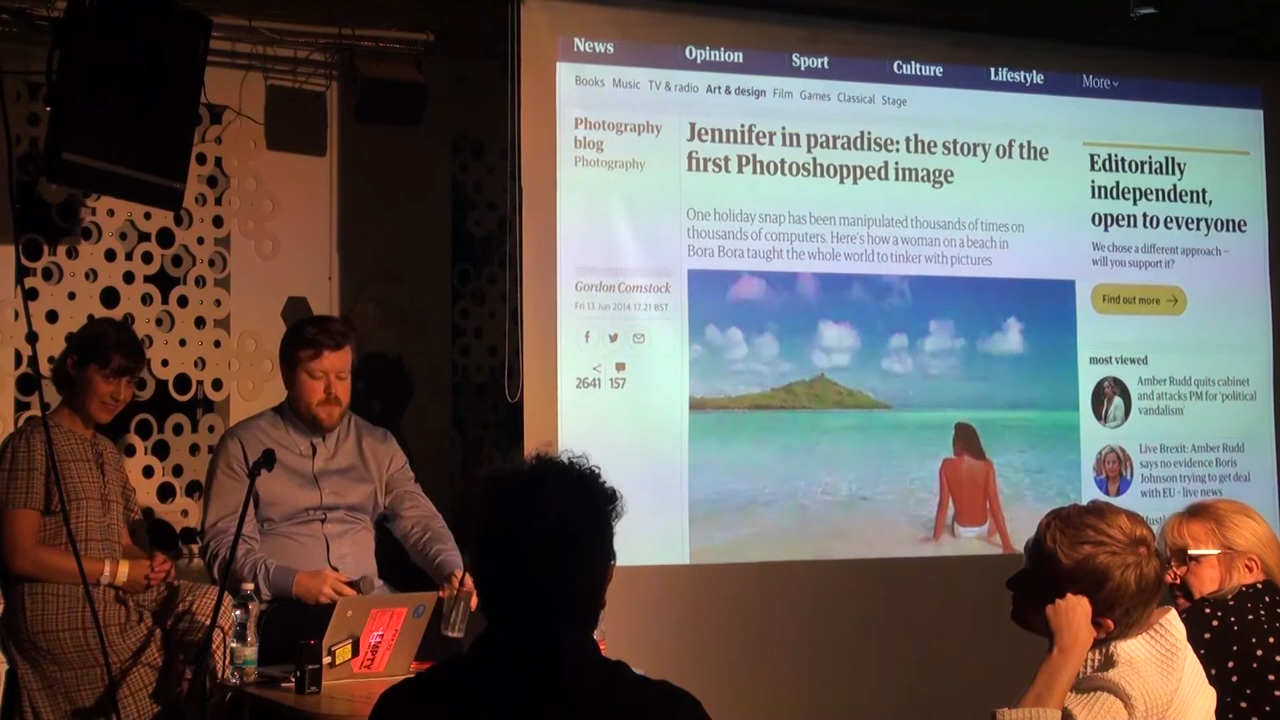 News Opinion Sport Culture Lifestyle More
Books Music TV & radio Art & design Film Games Classical Stage
Photography
blog
Photography
Jennifer in paradise: the story of the
first Photoshopped image
One holiday snap has been manipulated thousands of times on
thousands of computers. Here's how a woman on a beach in
Bora Bora taught the whole world to tinker with pictures
Gordon Comstock
Fri 13 Jun 2014 17.21 BST
2641 157
Editorially
independent,
open to everyone
We chose a different approach –
will you support it?
Find out more →
most viewed
Amber Rudd quits cabinet
and attacks PM for 'political
vandalism'
Live Brexit: Amber Rudd
says no evidence Boris
Johnson trying to get deal
with EU - live news
EMPTY